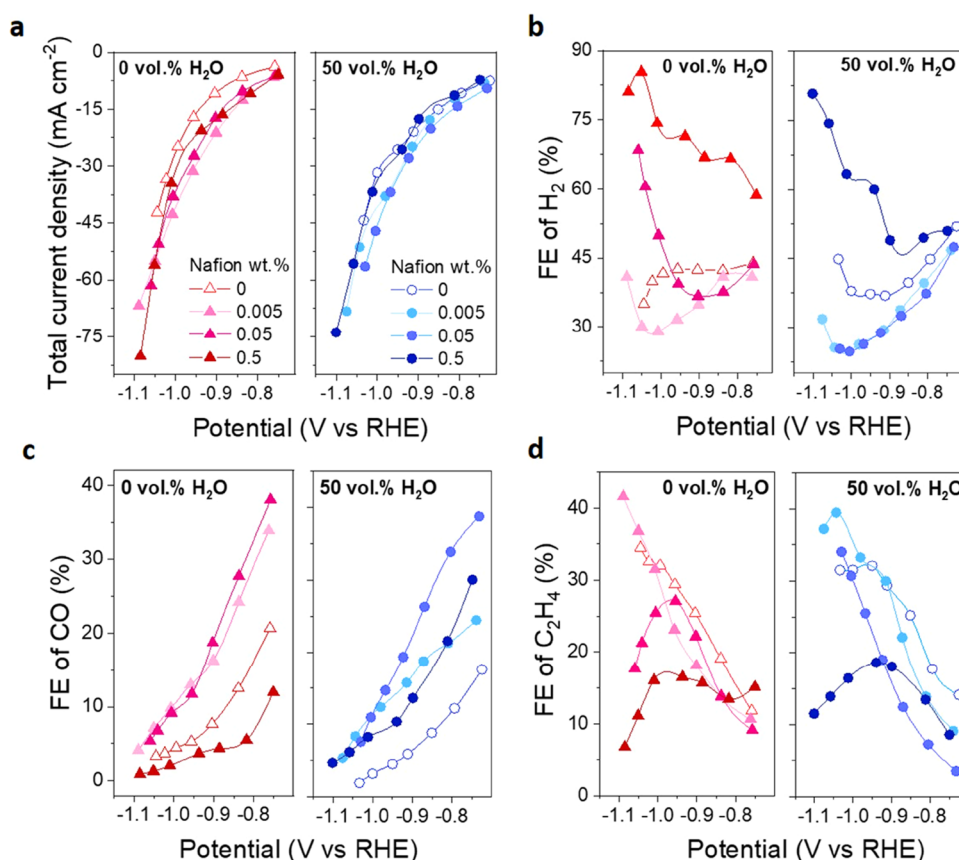 a
0 vol.% H₂O
50 vol.% H₂O
Total current density (mA cm⁻²)
0
-15
-30
-45
-60
-75
Nafion wt.%
0
0.005
0.05
0.5
Nafion wt.%
0
0.005
0.05
0.5
-1.1 -1.0 -0.9 -0.8
-1.1 -1.0 -0.9 -0.8
Potential (V vs RHE)
b
0 vol.% H₂O
50 vol.% H₂O
FE of H₂ (%)
90
75
60
45
30
-1.1 -1.0 -0.9 -0.8
-1.1 -1.0 -0.9 -0.8
Potential (V vs RHE)
c
0 vol.% H₂O
50 vol.% H₂O
FE of CO (%)
40
30
20
10
0
-1.1 -1.0 -0.9 -0.8
-1.1 -1.0 -0.9 -0.8
Potential (V vs RHE)
d
0 vol.% H₂O
50 vol.% H₂O
FE of C₂H₄ (%)
40
30
20
10
0
-1.1 -1.0 -0.9 -0.8
-1.1 -1.0 -0.9 -0.8
Potential (V vs RHE)